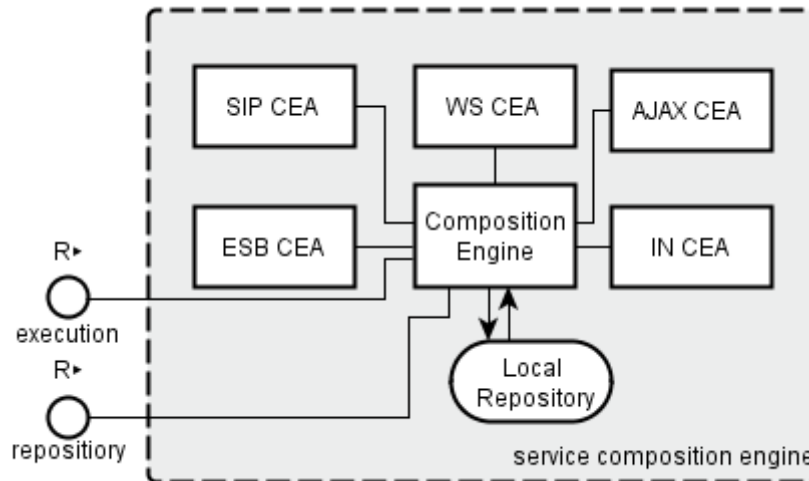 SIP CEA
WS CEA
AJAX CEA
ESB CEA
Composition
Engine
IN CEA
R
execution
R
repositiory
Local
Repository
service composition engine